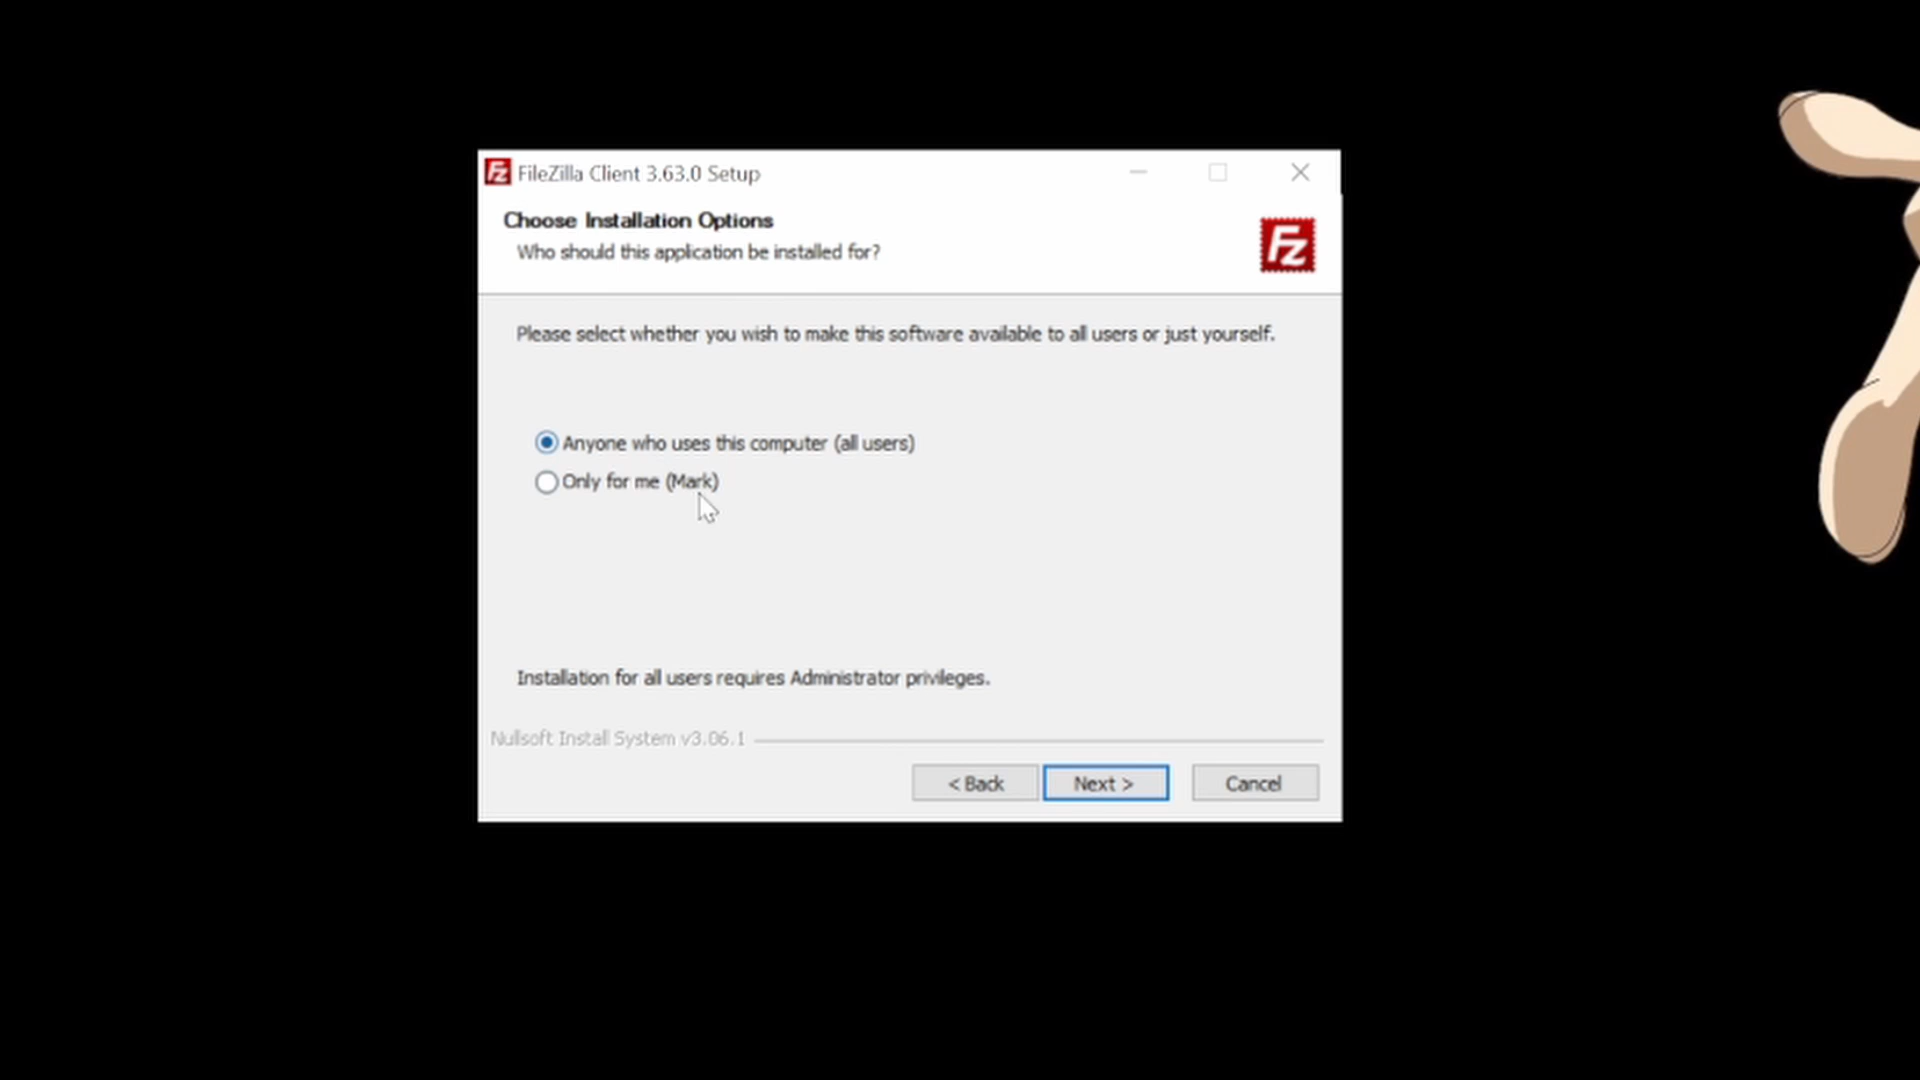 FileZilla Client 3.63.0 Setup
Choose Installation Options
Who should this application be installed for?
Fz
Please select whether you wish to make this software available to all users or just yourself.
Anyone who uses this computer (all users)
Only for me (Mark)
Installation for all users requires Administrator privileges.
Nullsoft Install System v3.06.1
< Back
Next >
Cancel